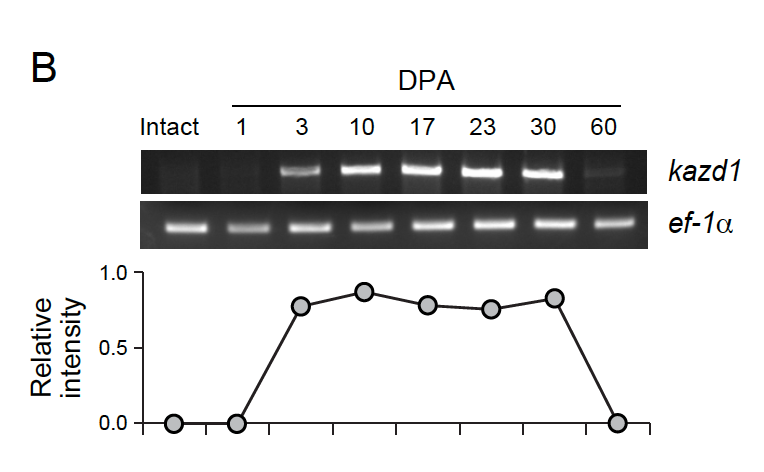 B
DPA
Intact 1 3 10 17 23 30 60
kazd1
ef-1α
1.0
0.5
0.0
Relative
intensity